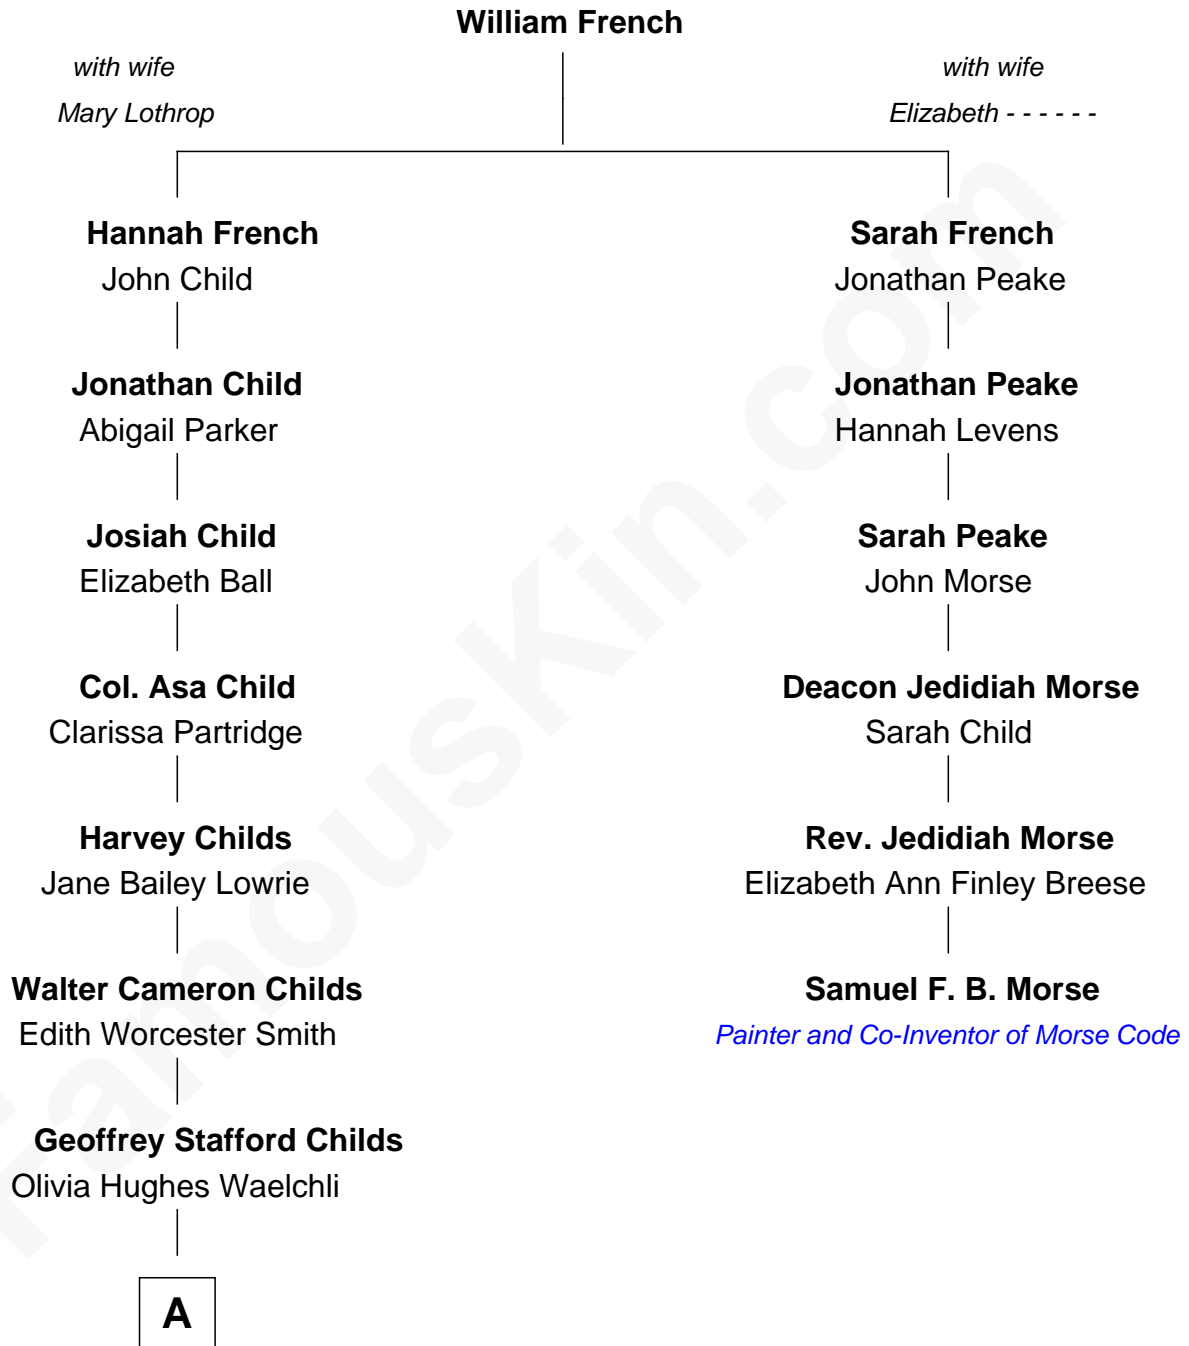 William French
with wife
Mary Lothrop
with wife
Elizabeth - - - - - -
Hannah French
John Child
Sarah French
Jonathan Peake
Jonathan Child
Abigail Parker
Jonathan Peake
Hannah Levens
Josiah Child
Elizabeth Ball
Sarah Peake
John Morse
Col. Asa Child
Clarissa Partridge
Deacon Jedidiah Morse
Sarah Child
Harvey Childs
Jane Bailey Lowrie
Rev. Jedidiah Morse
Elizabeth Ann Finley Breese
Walter Cameron Childs
Edith Worcester Smith
Samuel F. B. Morse
Painter and Co-Inventor of Morse Code
Geoffrey Stafford Childs
Olivia Hughes Waelchli
A
FamousKin.com